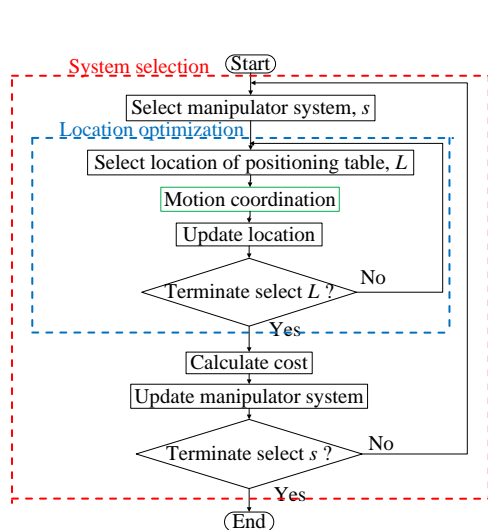 Start
System selection
Select manipulator system, s
Location optimization
Select location of positioning table, L
Motion coordination
Update location
Terminate select L ?
No
Yes
Calculate cost
Update manipulator system
Terminate select s ?
No
Yes
End